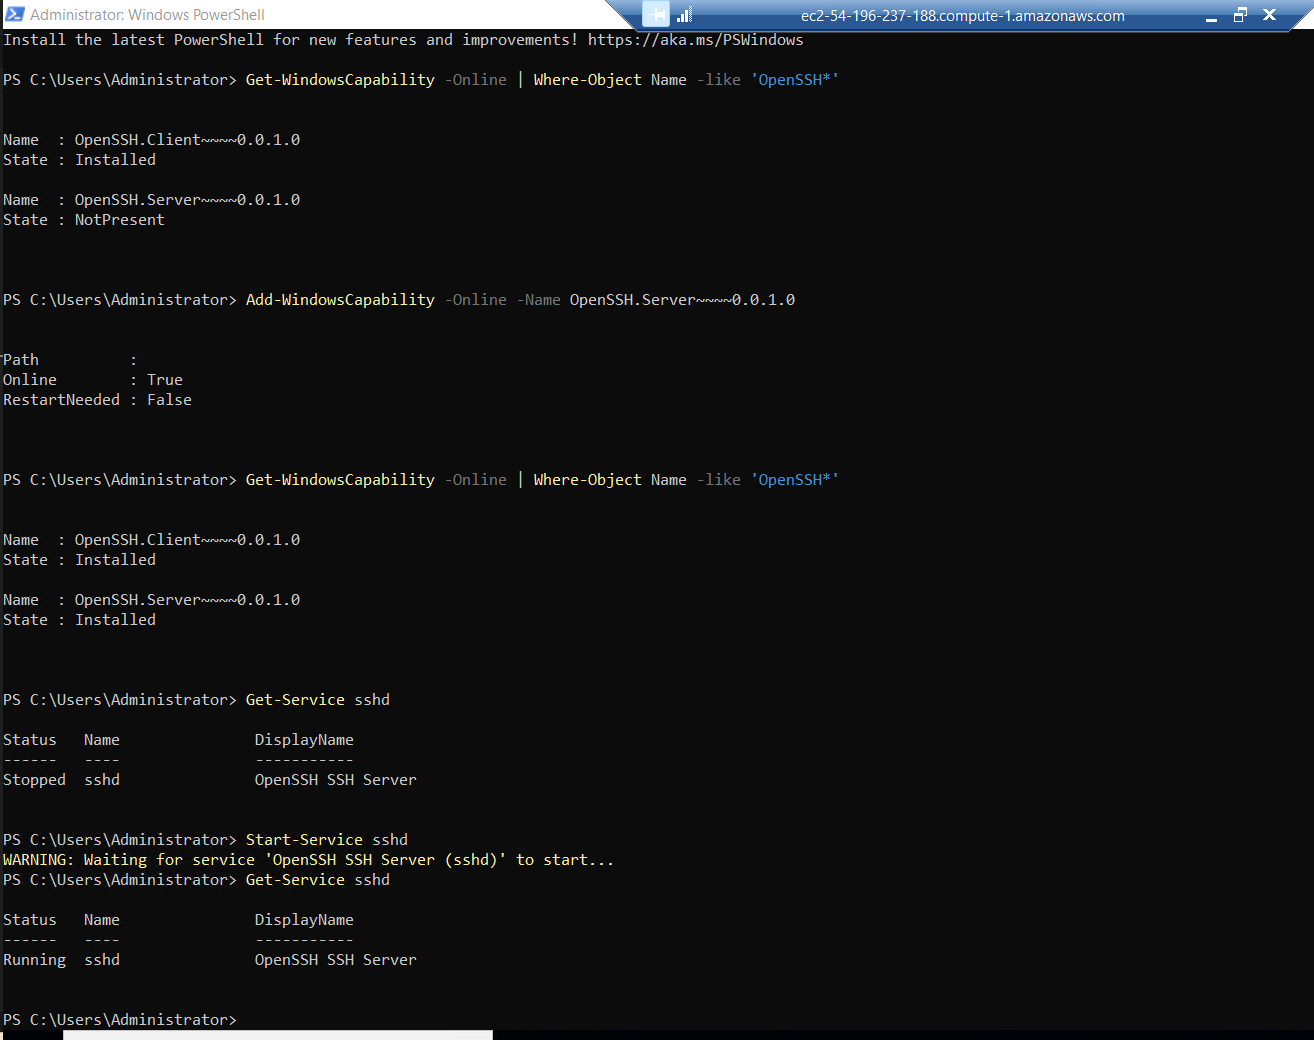 Administrator: Windows PowerShell
ec2-54-196-237-188.compute-1.amazonaws.com
Install the latest PowerShell for new features and improvements! https://aka.ms/PSWindows
PS C:\Users\Administrator> Get-WindowsCapability -Online | Where-Object Name -like 'OpenSSH*'
Name  : OpenSSH.Client~~~~0.0.1.0
State : Installed
Name  : OpenSSH.Server~~~~0.0.1.0
State : NotPresent
PS C:\Users\Administrator> Add-WindowsCapability -Online -Name OpenSSH.Server~~~~0.0.1.0
Path          :
Online        : True
RestartNeeded : False
PS C:\Users\Administrator> Get-WindowsCapability -Online | Where-Object Name -like 'OpenSSH*'
Name  : OpenSSH.Client~~~~0.0.1.0
State : Installed
Name  : OpenSSH.Server~~~~0.0.1.0
State : Installed
PS C:\Users\Administrator> Get-Service sshd
Status   Name               DisplayName
------   ----               -----------
Stopped  sshd               OpenSSH SSH Server
PS C:\Users\Administrator> Start-Service sshd
WARNING: Waiting for service 'OpenSSH SSH Server (sshd)' to start...
PS C:\Users\Administrator> Get-Service sshd
Status   Name               DisplayName
------   ----               -----------
Running  sshd               OpenSSH SSH Server
PS C:\Users\Administrator>